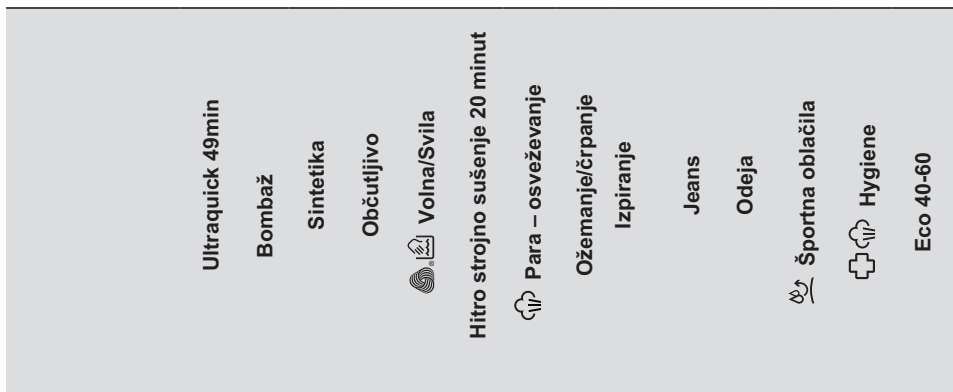 Ultraquick 49min
Bombaž
Sintetika
Občutljivo
Volna/Svila
Hitro strojno sušenje 20 minut
Para – osveževanje
Ožemanje/črpanje
Izpiranje
Jeans
Odeja
Športna oblačila
Hygiene
Eco 40-60